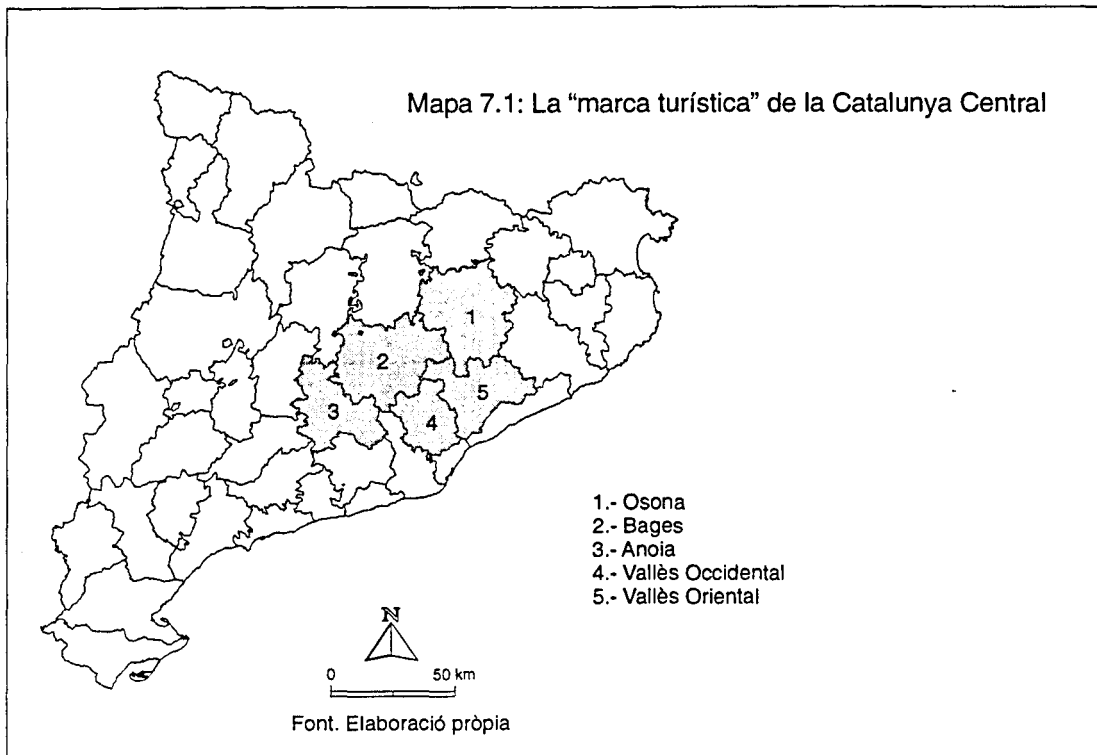 Mapa 7.1: La “marca turística” de la Catalunya Central
1
2
3
4
5
1.- Osona
2.- Bages
3.- Anoia
4.- Vallès Occidental
5.- Vallès Oriental
N
0 50 km
Font. Elaboració pròpia